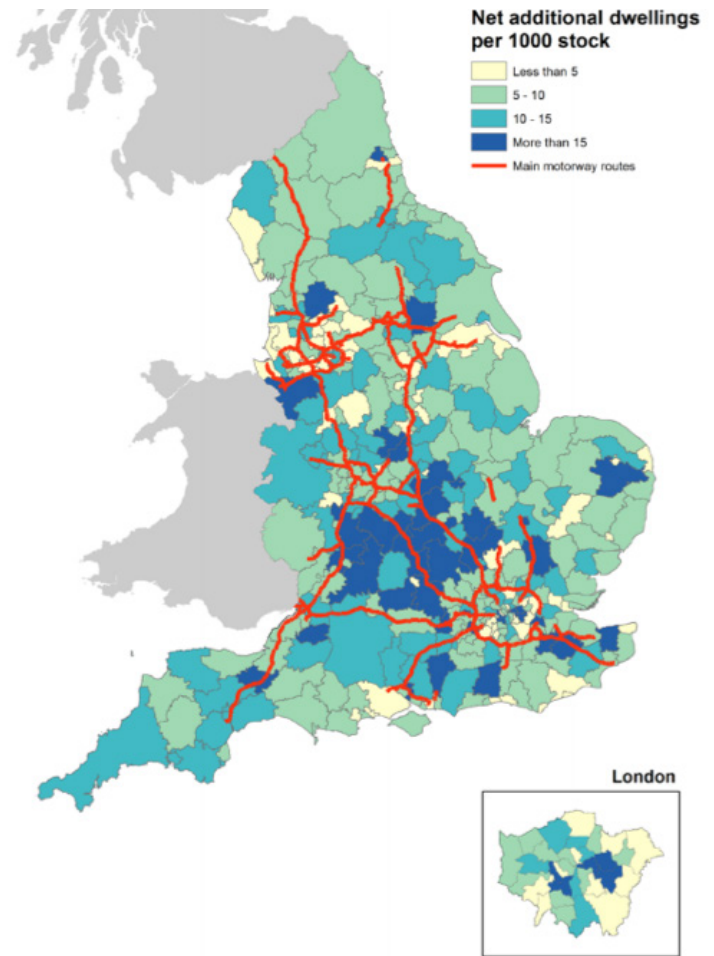 Net additional dwellings
per 1000 stock
Less than 5
5 - 10
10 - 15
More than 15
Main motorway routes
London